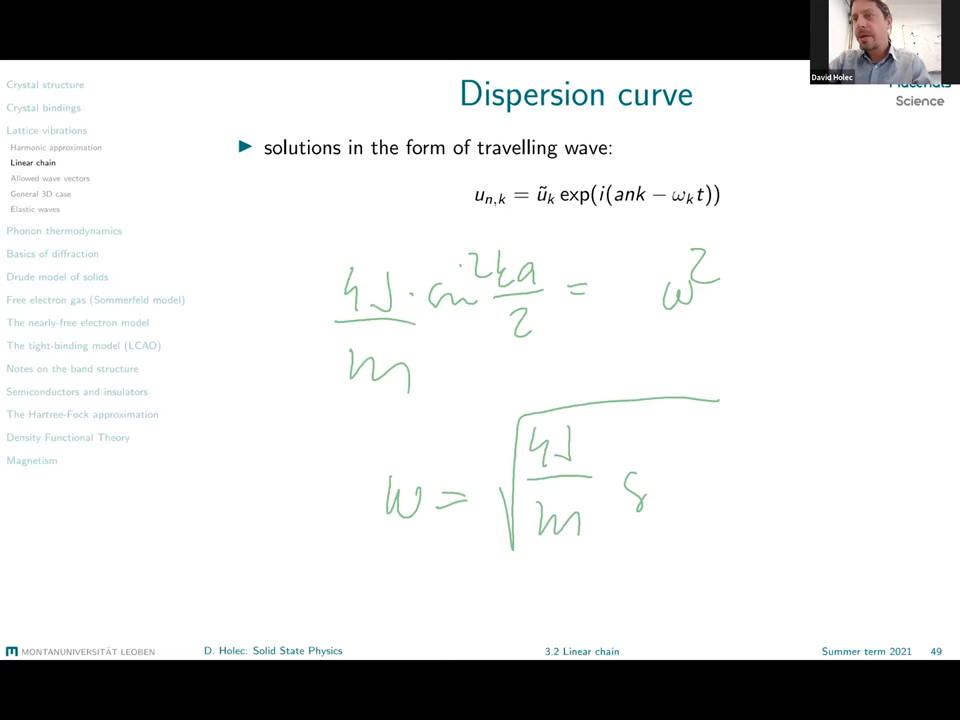 David Holec
Materials
Science
Crystal structure
Crystal bindings
Lattice vibrations
Harmonic approximation
Linear chain
Allowed wave vectors
General 3D case
Elastic waves
Phonon thermodynamics
Basics of diffraction
Drude model of solids
Free electron gas (Sommerfeld model)
The nearly-free electron model
The tight-binding model (LCAO)
Notes on the band structure
Semiconductors and insulators
The Hartree-Fock approximation
Density Functional Theory
Magnetism
Dispersion curve
▶ solutions in the form of travelling wave:
u_{n,k} = ũ_k exp(i(ank − ω_k t))
4J/m · sin² ka/2 = ω²
ω = √(4J/m s
MONTANUNIVERSITÄT LEOBEN
D. Holec: Solid State Physics
3.2 Linear chain
Summer term 2021 49